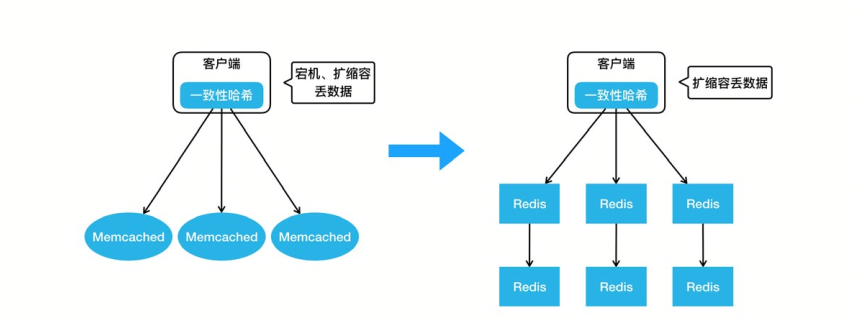 客户端
一致性哈希
宕机、扩缩容
丢数据
Memcached
Memcached
Memcached
客户端
一致性哈希
扩缩容丢数据
Redis
Redis
Redis
Redis
Redis
Redis